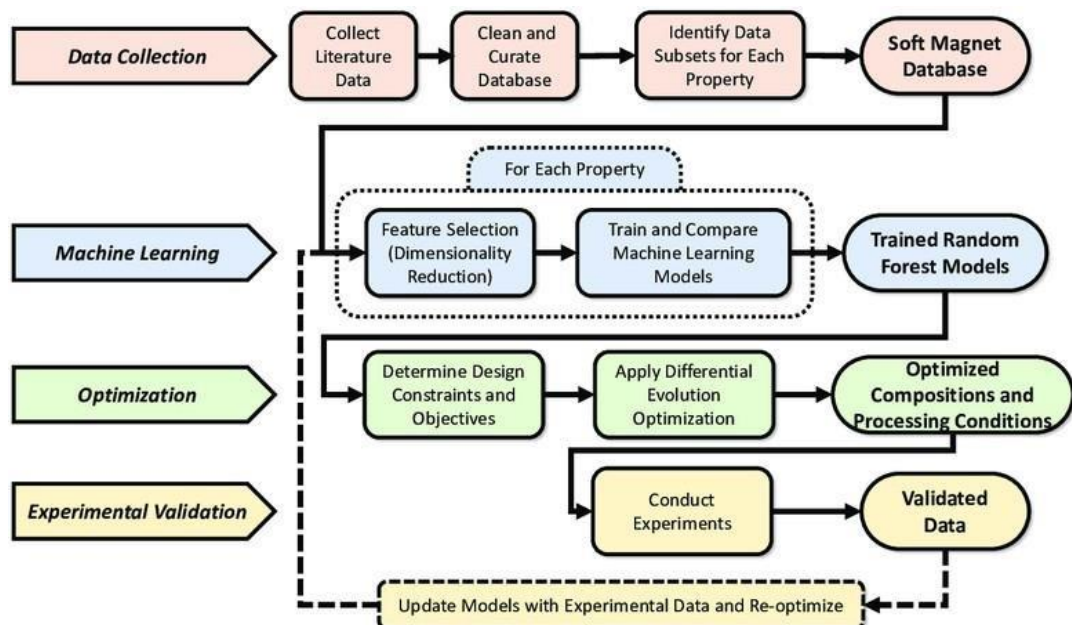 Data Collection
Collect
Literature
Data
Clean and
Curate
Database
Identify Data
Subsets for Each
Property
Soft Magnet
Database
For Each Property
Machine Learning
Feature Selection
(Dimensionality
Reduction)
Train and Compare
Machine Learning
Models
Trained Random
Forest Models
Optimization
Determine Design
Constraints and
Objectives
Apply Differential
Evolution
Optimization
Optimized
Compositions and
Processing Conditions
Experimental Validation
Conduct
Experiments
Validated
Data
Update Models with Experimental Data and Re-optimize